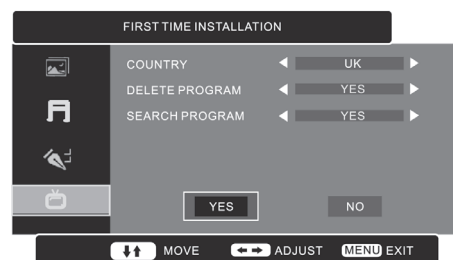 FIRST TIME INSTALLATION
COUNTRY UK
DELETE PROGRAM YES
SEARCH PROGRAM YES
YES NO
MOVE ADJUST MENU EXIT